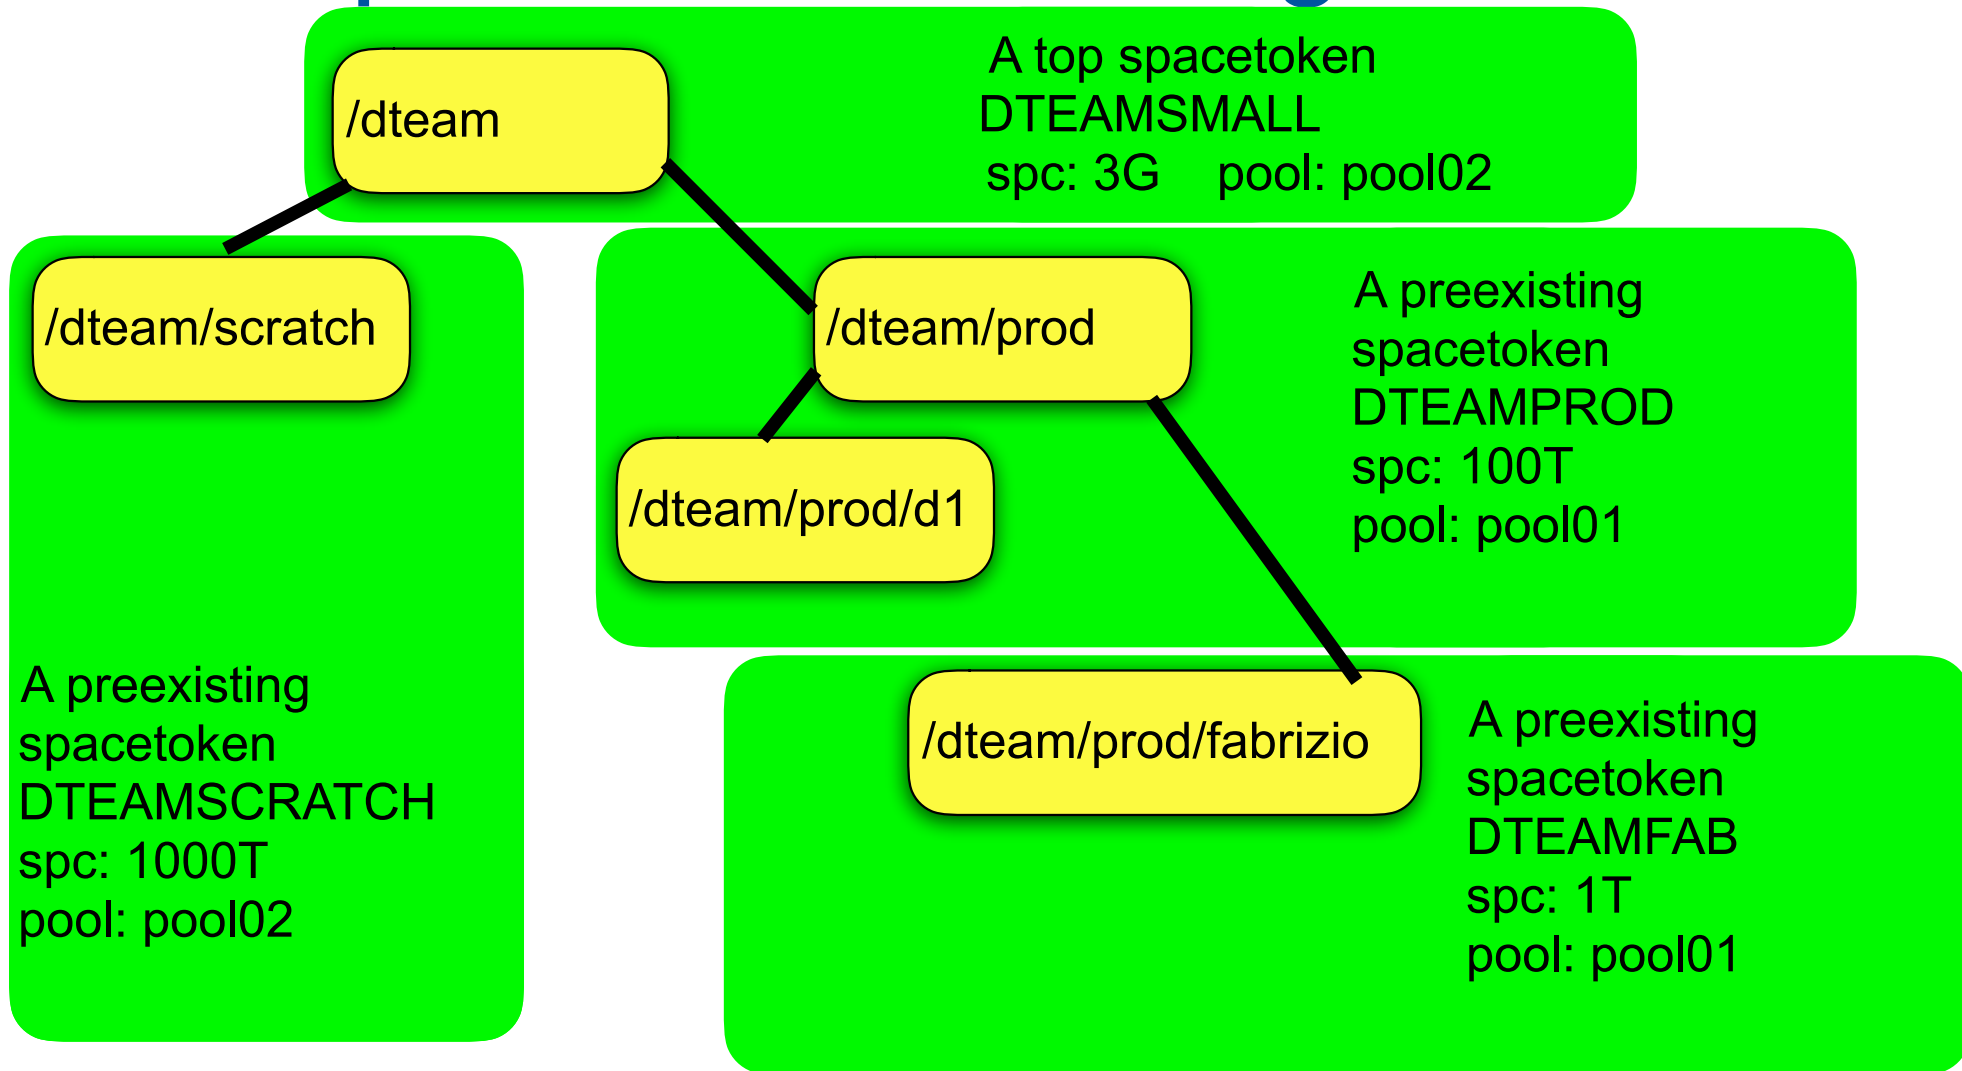 /dteam
A top spacetoken
DTEAMSMALL
spc: 3G pool: pool02
/dteam/scratch
A preexisting
spacetoken
DTEAMSCRATCH
spc: 1000T
pool: pool02
/dteam/prod
/dteam/prod/d1
A preexisting
spacetoken
DTEAMPROD
spc: 100T
pool: pool01
/dteam/prod/fabrizio
A preexisting
spacetoken
DTEAMFAB
spc: 1T
pool: pool01